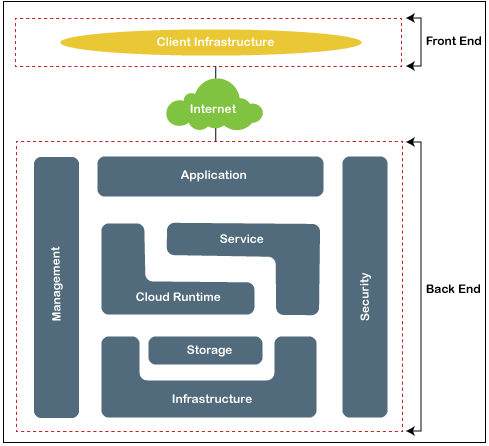 Client Infrastructure
Front End
Internet
Application
Management
Service
Cloud Runtime
Security
Back End
Storage
Infrastructure